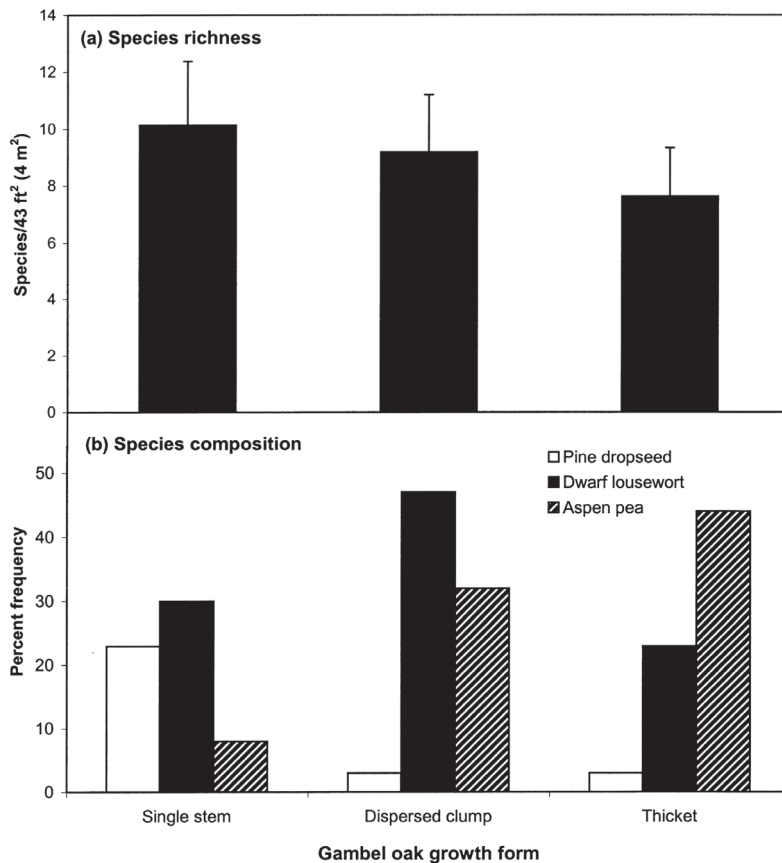 (a) Species richness
14
12
10
8
6
4
2
0
Species/43 ft² (4 m²)
(b) Species composition
Pine dropseed
Dwarf lousewort
Aspen pea
50
40
30
20
10
0
Percent frequency
Single stem
Dispersed clump
Thicket
Gambel oak growth form